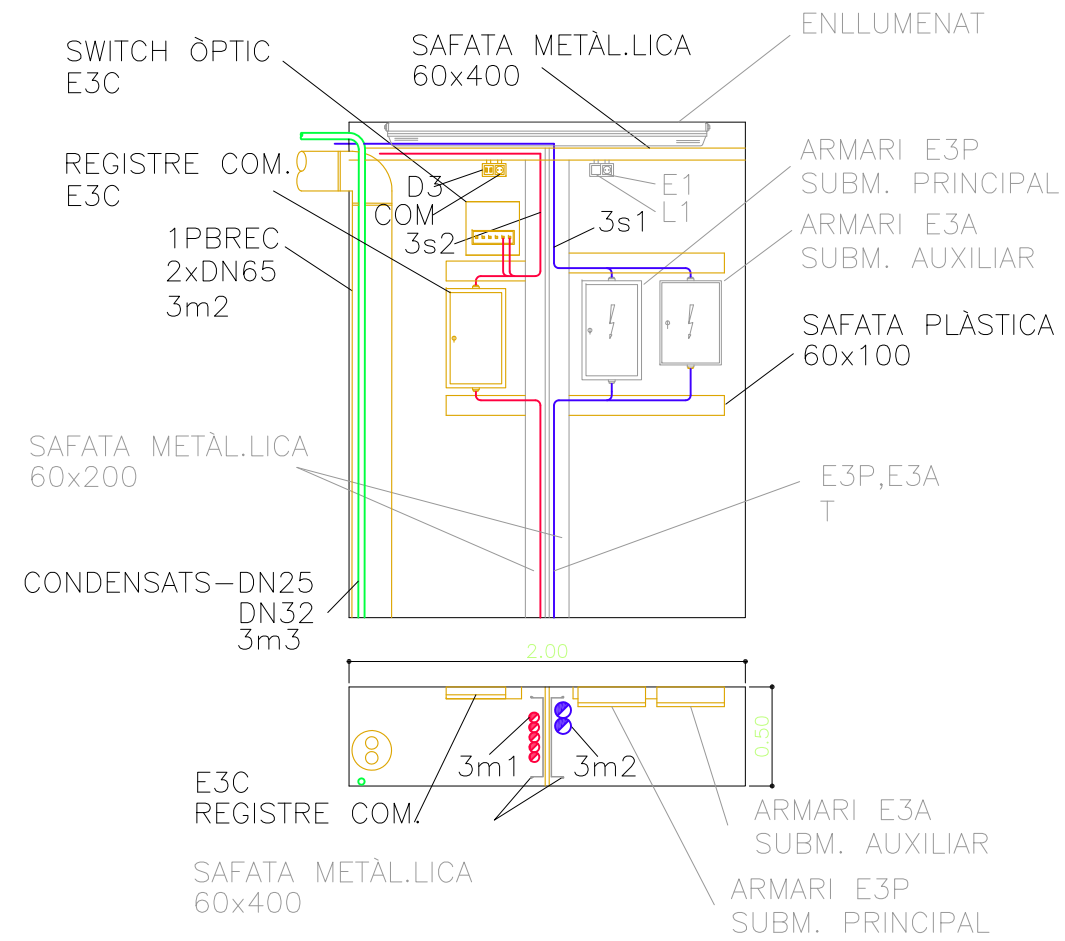 ENLLUMENAT
SWITCH ÒPTIC
E3C
SAFATA METÀL.LICA
60x400
REGISTRE COM.
E3C
ARMARI E3P
SUBM. PRINCIPAL
D3
COM
E1
L1
3s2
3s1
ARMARI E3A
SUBM. AUXILIAR
1PBREC
2xDN65
3m2
SAFATA PLÀSTICA
60x100
SAFATA METÀL.LICA
60x200
E3P,E3A
T
CONDENSATS-DN25
DN32
3m3
2.00
0.50
3m1
3m2
E3C
REGISTRE COM.
ARMARI E3A
SUBM. AUXILIAR
SAFATA METÀL.LICA
60x400
ARMARI E3P
SUBM. PRINCIPAL